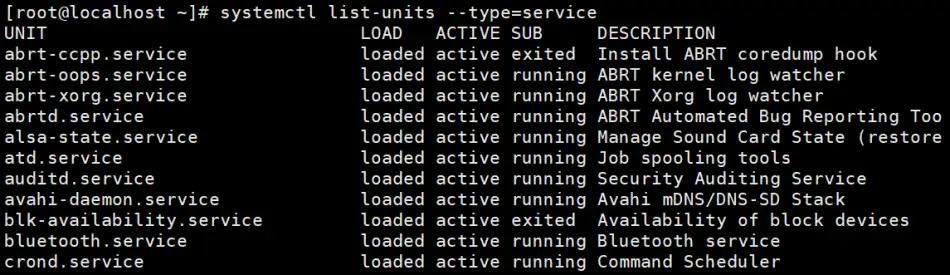 [root@localhost ~]# systemctl list-units --type=service
UNIT                           LOAD   ACTIVE SUB     DESCRIPTION
abrt-ccpp.service              loaded active exited  Install ABRT coredump hook
abrt-oops.service              loaded active running ABRT kernel log watcher
abrt-xorg.service              loaded active running ABRT Xorg log watcher
abrtd.service                  loaded active running ABRT Automated Bug Reporting Too
alsa-state.service             loaded active running Manage Sound Card State (restore
atd.service                    loaded active running Job spooling tools
auditd.service                 loaded active running Security Auditing Service
avahi-daemon.service           loaded active running Avahi mDNS/DNS-SD Stack
blk-availability.service       loaded active exited  Availability of block devices
bluetooth.service              loaded active running Bluetooth service
crond.service                  loaded active running Command Scheduler